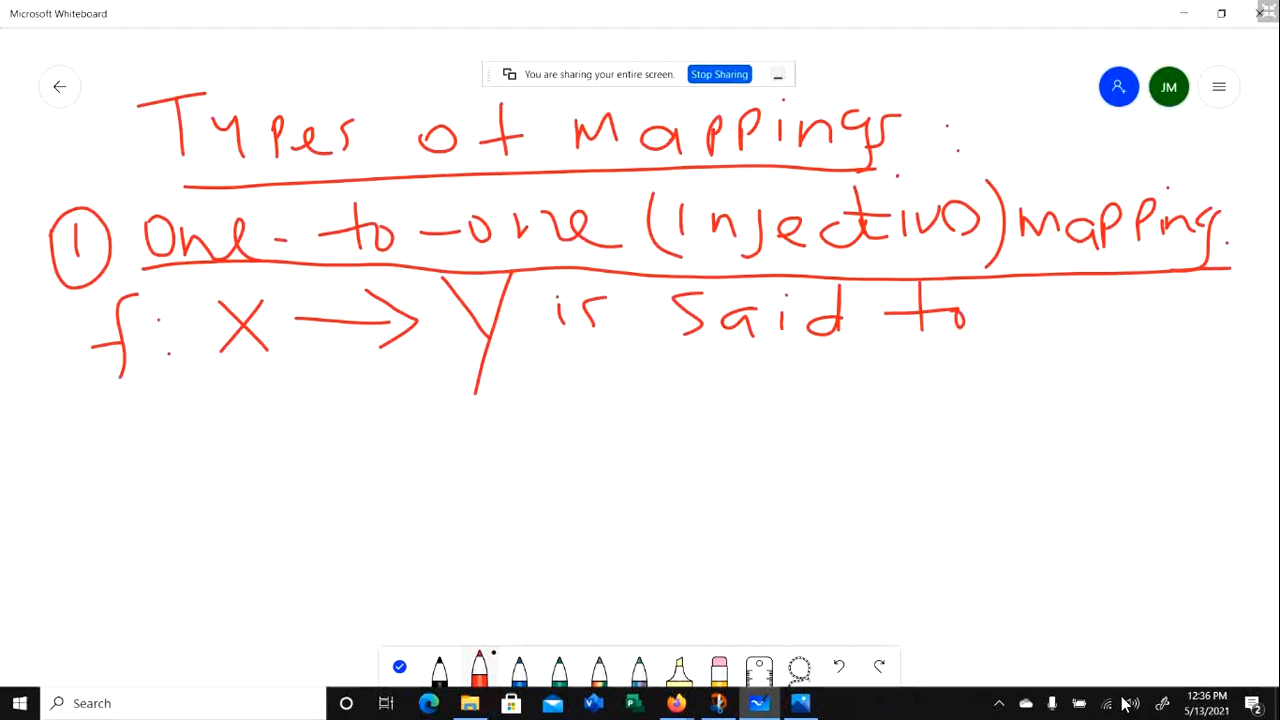 Microsoft Whiteboard
You are sharing your entire screen. Stop Sharing
JM
Types of Mappings :
1 One-to-one (Injective) Mapping.
f: X → Y is said to
Search
12:36 PM
5/13/2021
2